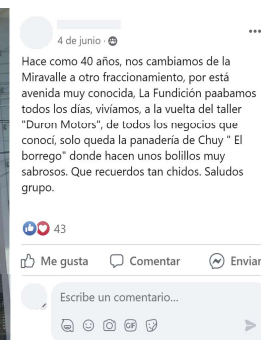 4 de junio ·
Hace como 40 años, nos cambiamos de la
Miravalle a otro fraccionamiento, por está
avenida muy conocida, La Fundición paabamos
todos los días, vivíamos, a la vuelta del taller
"Duron Motors", de todos los negocios que
conocí, solo queda la panadería de Chuy " El
borrego" donde hacen unos bolillos muy
sabrosos. Que recuerdos tan chidos. Saludos
grupo.
43
Me gusta Comentar Enviar
Escribe un comentario...
GIF